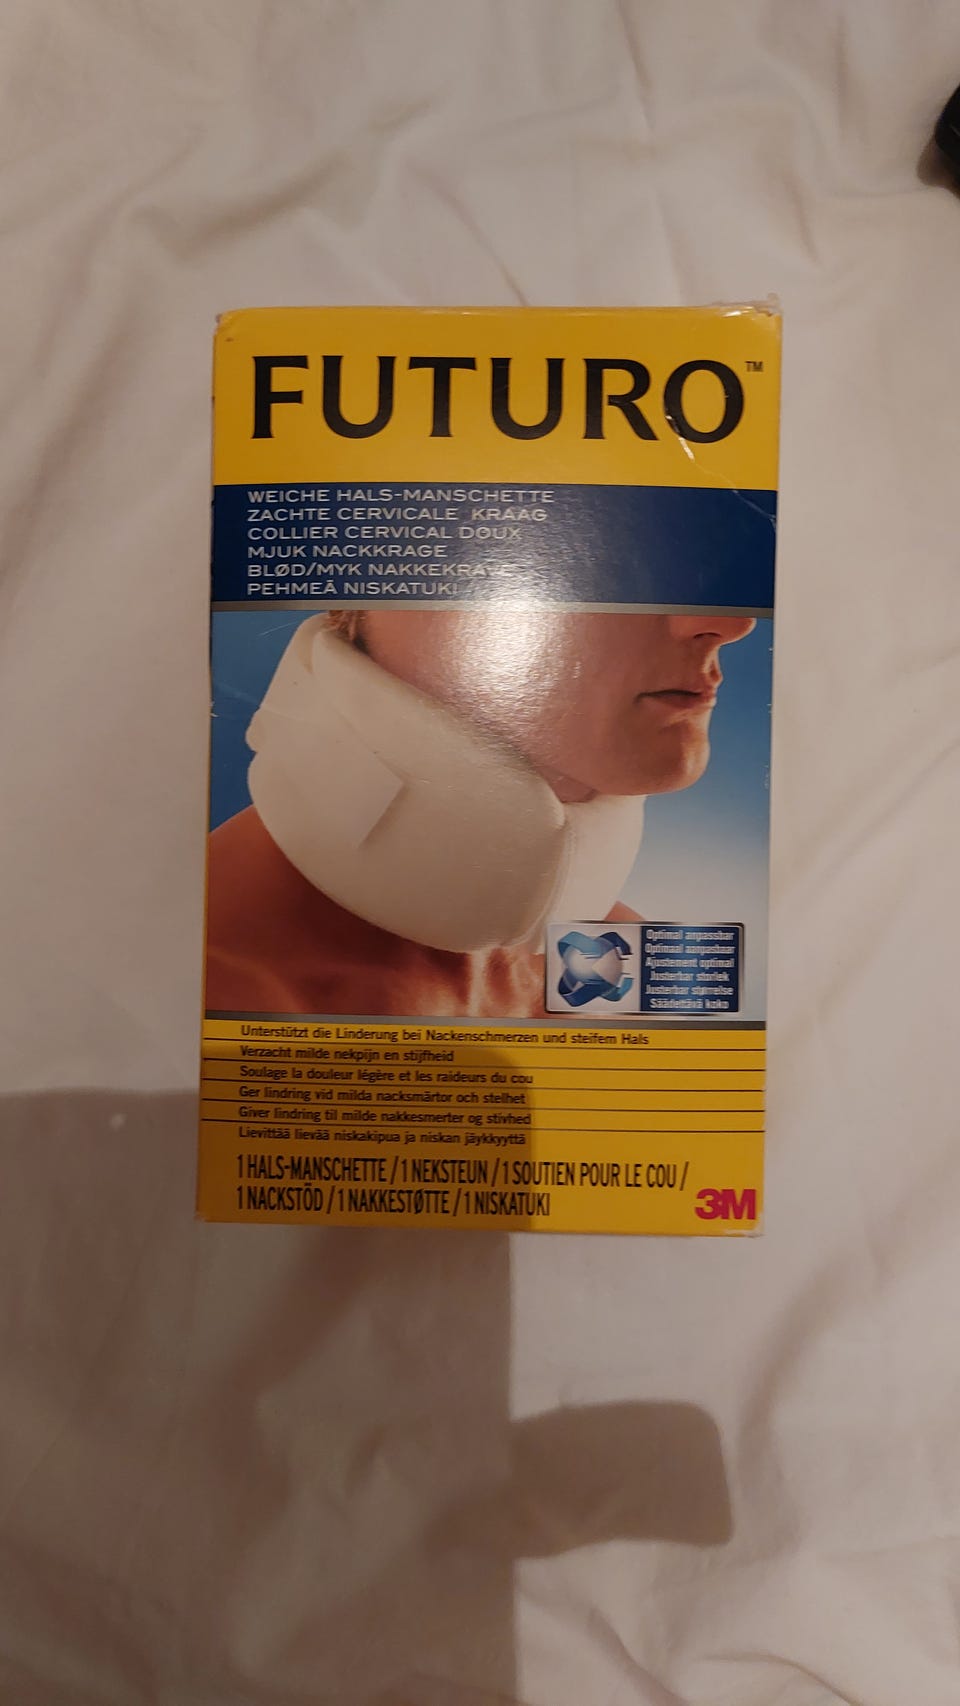 FUTURO™
WEICHE HALS-MANSCHETTE
ZACHTE CERVICALE KRAAG
COLLIER CERVICAL DOUX
MJUK NACKKRAGE
BLØD/MYK NAKKEKRAVE
PEHMEÄ NISKATUKI
Optimal anpassbar
Optimaal aanpasbaar
Ajustement optimal
Justerbar storlek
Justerbar størrelse
Säädettävä koko
Unterstützt die Linderung bei Nackenschmerzen und steifem Hals
Verzacht milde nekpijn en stijfheid
Soulage la douleur légère et les raideurs du cou
Ger lindring vid milda nacksmärtor och stelhet
Giver lindring til milde nakkesmerter og stivhed
Lievittää lievää niskakipua ja niskan jäykkyyttä
1 HALS-MANSCHETTE / 1 NEKSTEUN / 1 SOUTIEN POUR LE COU /
1 NACKSTÖD / 1 NAKKESTØTTE / 1 NISKATUKI
3M